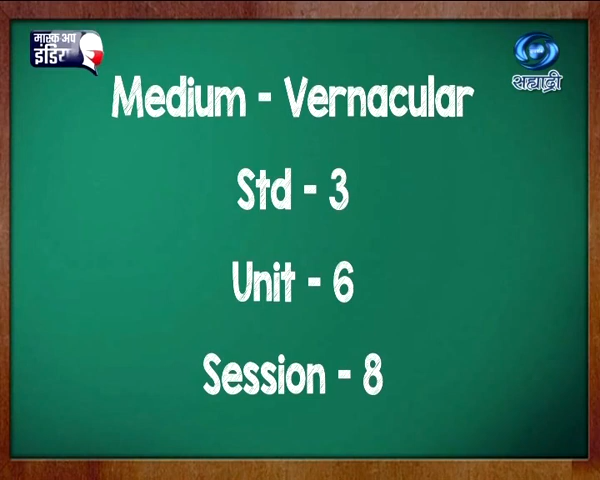 मास्क अप
इंडिया
सह्याद्री
Medium - Vernacular
Std - 3
Unit - 6
Session - 8